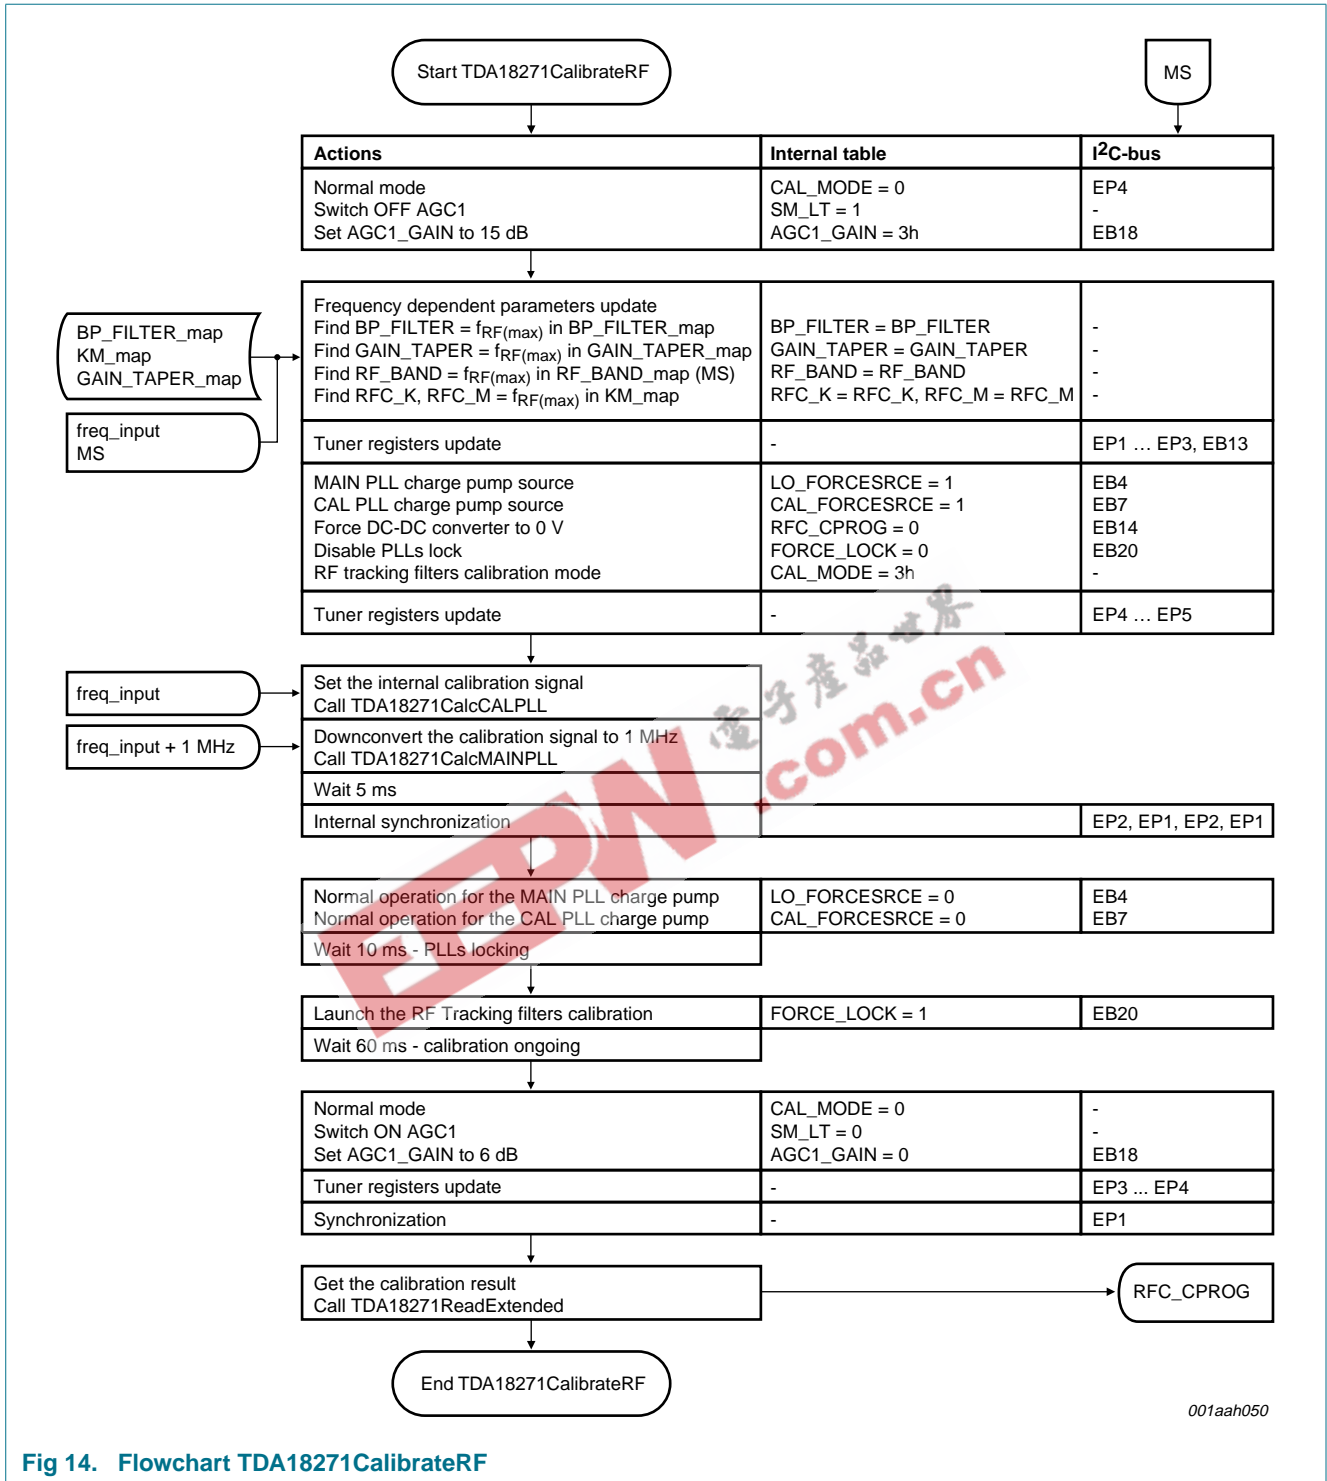 Start TDA18271CalibrateRF
MS
Actions Internal table I2C-bus
Normal mode CAL_MODE = 0 EP4
Switch OFF AGC1 SM_LT = 1 -
Set AGC1_GAIN to 15 dB AGC1_GAIN = 3h EB18
BP_FILTER_map
KM_map
GAIN_TAPER_map
freq_input
MS
Frequency dependent parameters update
Find BP_FILTER = fRF(max) in BP_FILTER_map BP_FILTER = BP_FILTER -
Find GAIN_TAPER = fRF(max) in GAIN_TAPER_map GAIN_TAPER = GAIN_TAPER -
Find RF_BAND = fRF(max) in RF_BAND_map (MS) RF_BAND = RF_BAND -
Find RFC_K, RFC_M = fRF(max) in KM_map RFC_K = RFC_K, RFC_M = RFC_M -
Tuner registers update - EP1 … EP3, EB13
MAIN PLL charge pump source LO_FORCESRCE = 1 EB4
CAL PLL charge pump source CAL_FORCESRCE = 1 EB7
Force DC-DC converter to 0 V RFC_CPROG = 0 EB14
Disable PLLs lock FORCE_LOCK = 0 EB20
RF tracking filters calibration mode CAL_MODE = 3h -
Tuner registers update - EP4 … EP5
freq_input
Set the internal calibration signal
Call TDA18271CalcCALPLL
freq_input + 1 MHz
Downconvert the calibration signal to 1 MHz
Call TDA18271CalcMAINPLL
Wait 5 ms
Internal synchronization EP2, EP1, EP2, EP1
Normal operation for the MAIN PLL charge pump LO_FORCESRCE = 0 EB4
Normal operation for the CAL PLL charge pump CAL_FORCESRCE = 0 EB7
Wait 10 ms - PLLs locking
Launch the RF Tracking filters calibration FORCE_LOCK = 1 EB20
Wait 60 ms - calibration ongoing
Normal mode CAL_MODE = 0 -
Switch ON AGC1 SM_LT = 0 -
Set AGC1_GAIN to 6 dB AGC1_GAIN = 0 EB18
Tuner registers update - EP3 ... EP4
Synchronization - EP1
Get the calibration result
Call TDA18271ReadExtended
RFC_CPROG
End TDA18271CalibrateRF
001aah050
Fig 14. Flowchart TDA18271CalibrateRF
EEPW
.com.cn
電子產品世界